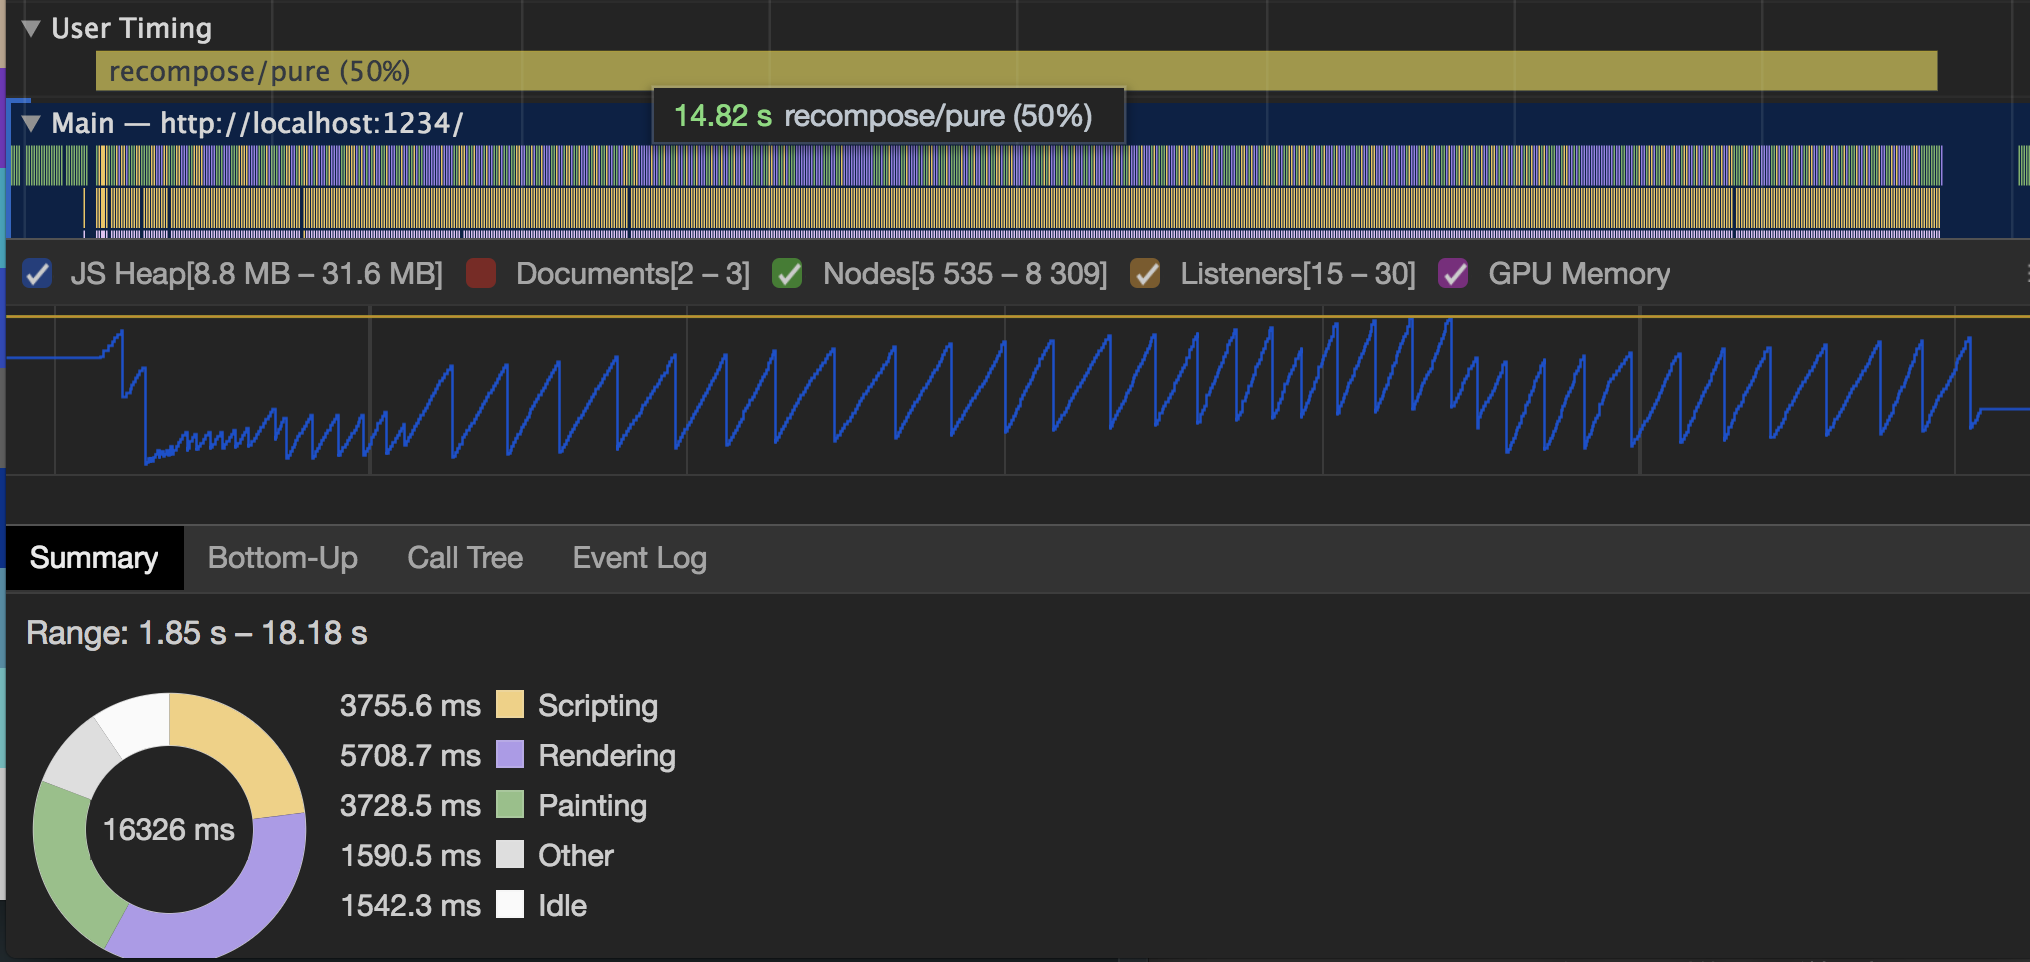 User Timing
recompose/pure (50%)
14.82 s recompose/pure (50%)
Main — http://localhost:1234/
JS Heap[8.8 MB – 31.6 MB] Documents[2 – 3] Nodes[5 535 – 8 309] Listeners[15 – 30] GPU Memory
Summary Bottom-Up Call Tree Event Log
Range: 1.85 s – 18.18 s
16326 ms
3755.6 ms Scripting
5708.7 ms Rendering
3728.5 ms Painting
1590.5 ms Other
1542.3 ms Idle